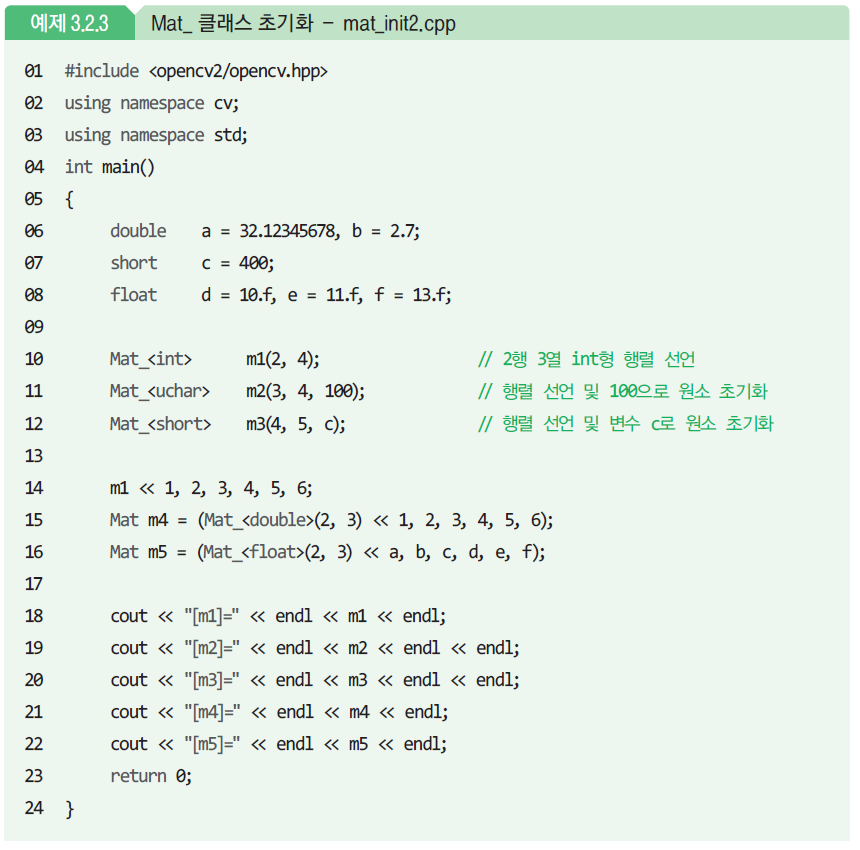 예제 3.2.3 Mat_ 클래스 초기화 – mat_init2.cpp
01 #include <opencv2/opencv.hpp>
02 using namespace cv;
03 using namespace std;
04 int main()
05 {
06 double a = 32.12345678, b = 2.7;
07 short c = 400;
08 float d = 10.f, e = 11.f, f = 13.f;
09
10 Mat_<int> m1(2, 4); // 2행 3열 int형 행렬 선언
11 Mat_<uchar> m2(3, 4, 100); // 행렬 선언 및 100으로 원소 초기화
12 Mat_<short> m3(4, 5, c); // 행렬 선언 및 변수 c로 원소 초기화
13
14 m1 << 1, 2, 3, 4, 5, 6;
15 Mat m4 = (Mat_<double>(2, 3) << 1, 2, 3, 4, 5, 6);
16 Mat m5 = (Mat_<float>(2, 3) << a, b, c, d, e, f);
17
18 cout << "[m1]=" << endl << m1 << endl;
19 cout << "[m2]=" << endl << m2 << endl << endl;
20 cout << "[m3]=" << endl << m3 << endl << endl;
21 cout << "[m4]=" << endl << m4 << endl;
22 cout << "[m5]=" << endl << m5 << endl;
23 return 0;
24 }